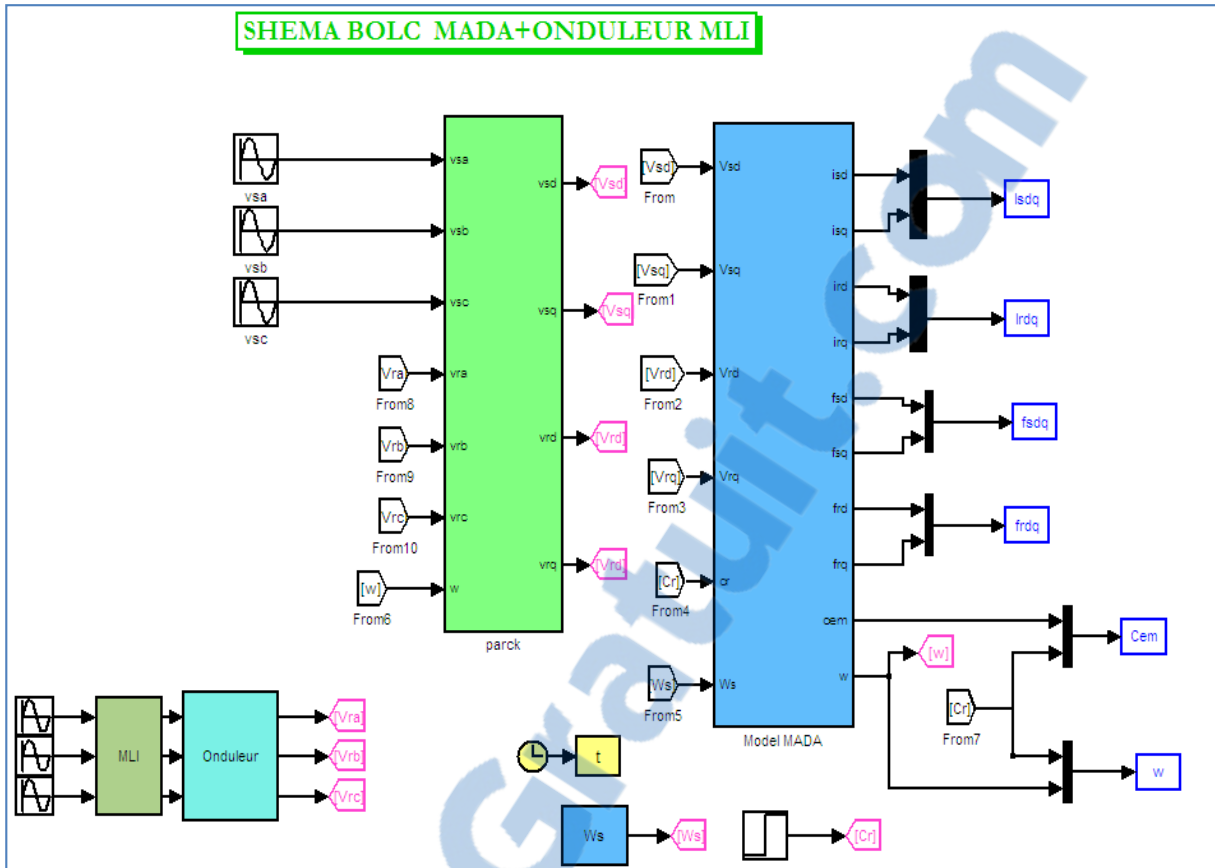 SHEMA BOLC MADA+ONDULEUR MLI
vsa
vsb
vsc
[Vra]
From8
[Vrb]
From9
[Vrc]
From10
[w]
From6
vsa
vsb
vsc
vra
vrb
vrc
w
vsd
vsq
vrd
vrq
parck
[Vsd]
[Vsq]
[Vrd]
[Vrd]
[Vsd]
From
[Vsq]
From1
[Vrd]
From2
[Vrq]
From3
[Cr]
From4
[Ws]
From5
Vsd
Vsq
Vrd
Vrq
cr
Ws
isd
isq
ird
irq
fsd
fsq
frd
frq
cem
w
Model MADA
Isdq
Irdq
fsdq
frdq
Cem
[w]
[Cr]
From7
w
MLI
Onduleur
[Vra]
[Vrb]
[Vrc]
t
Ws
[Ws]
[Cr]
Gratuit.com